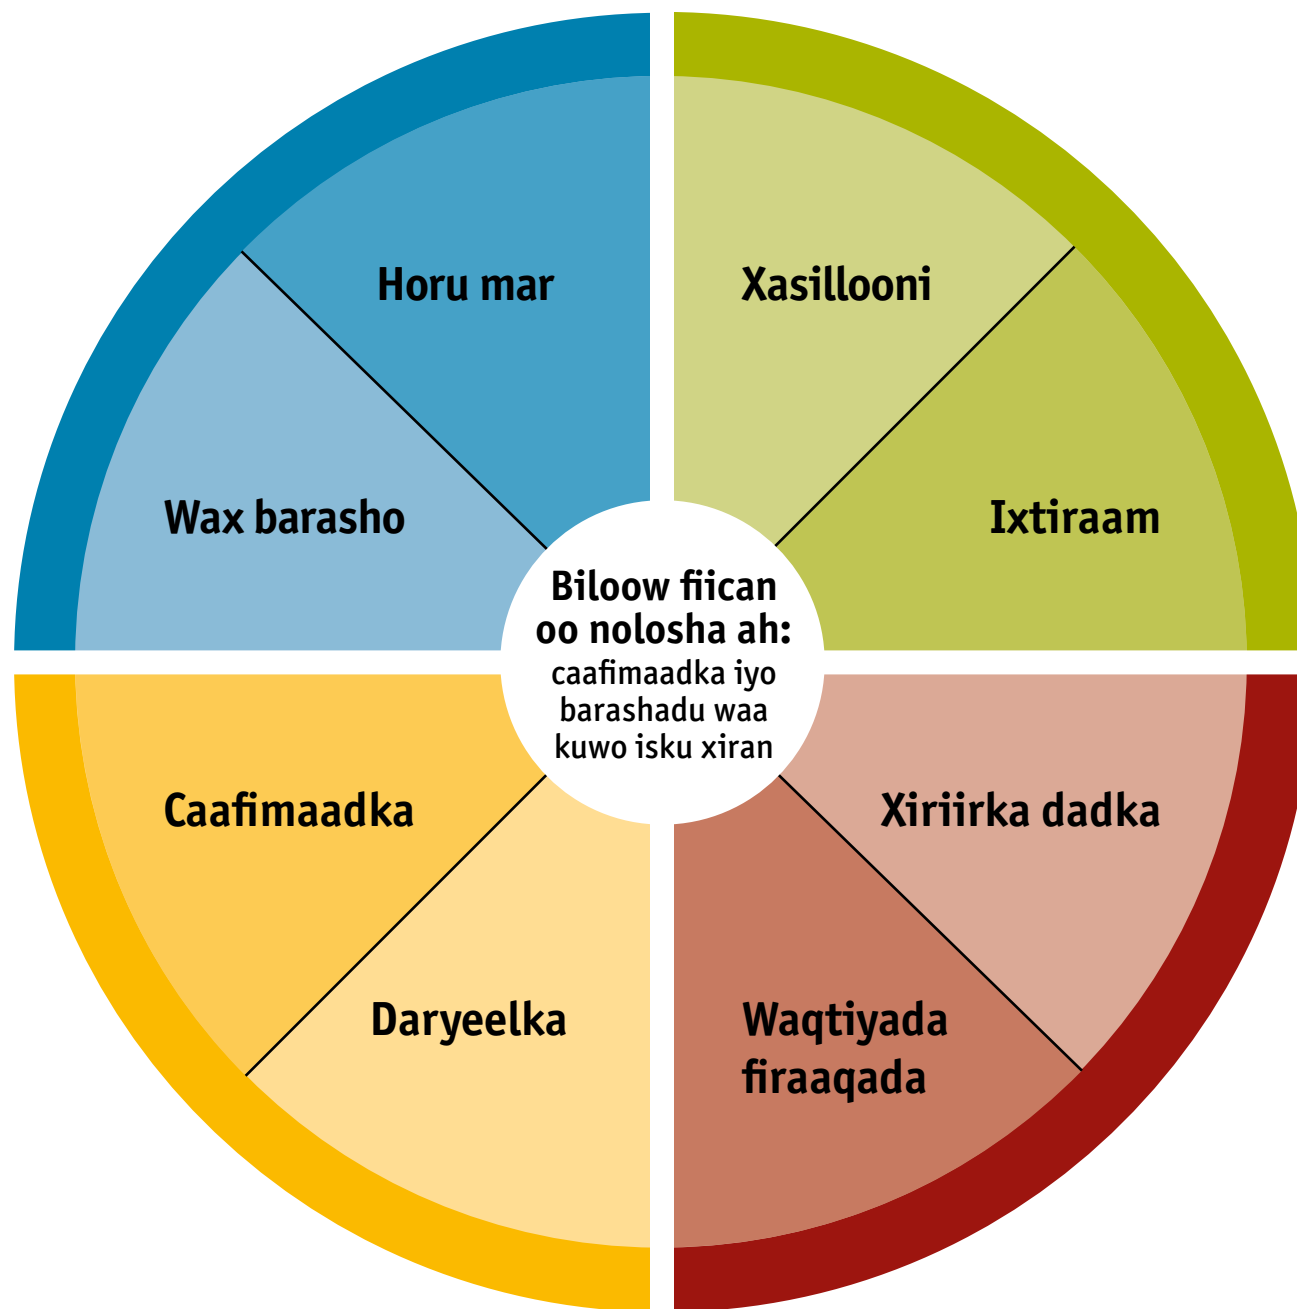 Horu mar
Xasillooni
Wax barasho
Ixtiraam
Biloow fiican
oo nolosha ah:
caafimaadka iyo
barashadu waa
kuwo isku xiran
Caafimaadka
Xiriirka dadka
Daryeelka
Waqtiyada
firaaqada